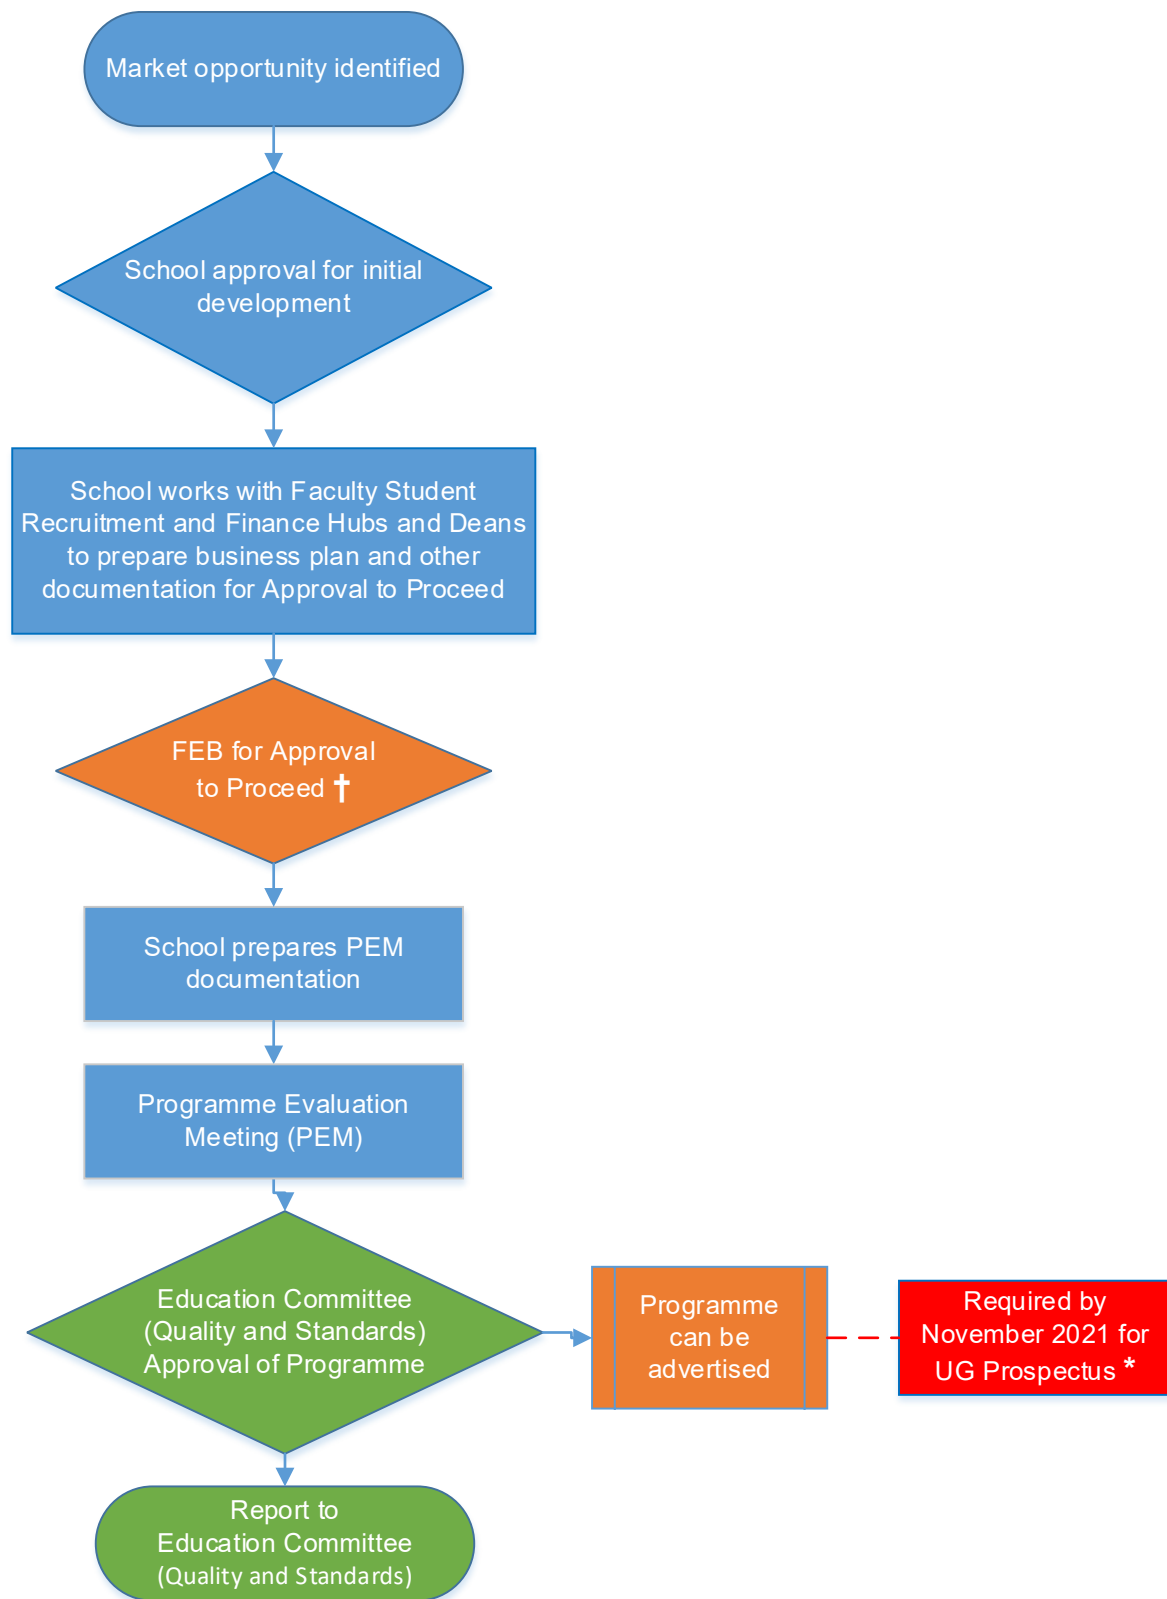 Market opportunity identified
School approval for initial
development
School works with Faculty Student
Recruitment and Finance Hubs and Deans
to prepare business plan and other
documentation for Approval to Proceed
FEB for Approval
to Proceed †
School prepares PEM
documentation
Programme Evaluation
Meeting (PEM)
Education Committee
(Quality and Standards)
Approval of Programme
Programme
can be
advertised
Required by
November 2021 for
UG Prospectus *
Report to
Education Committee
(Quality and Standards)